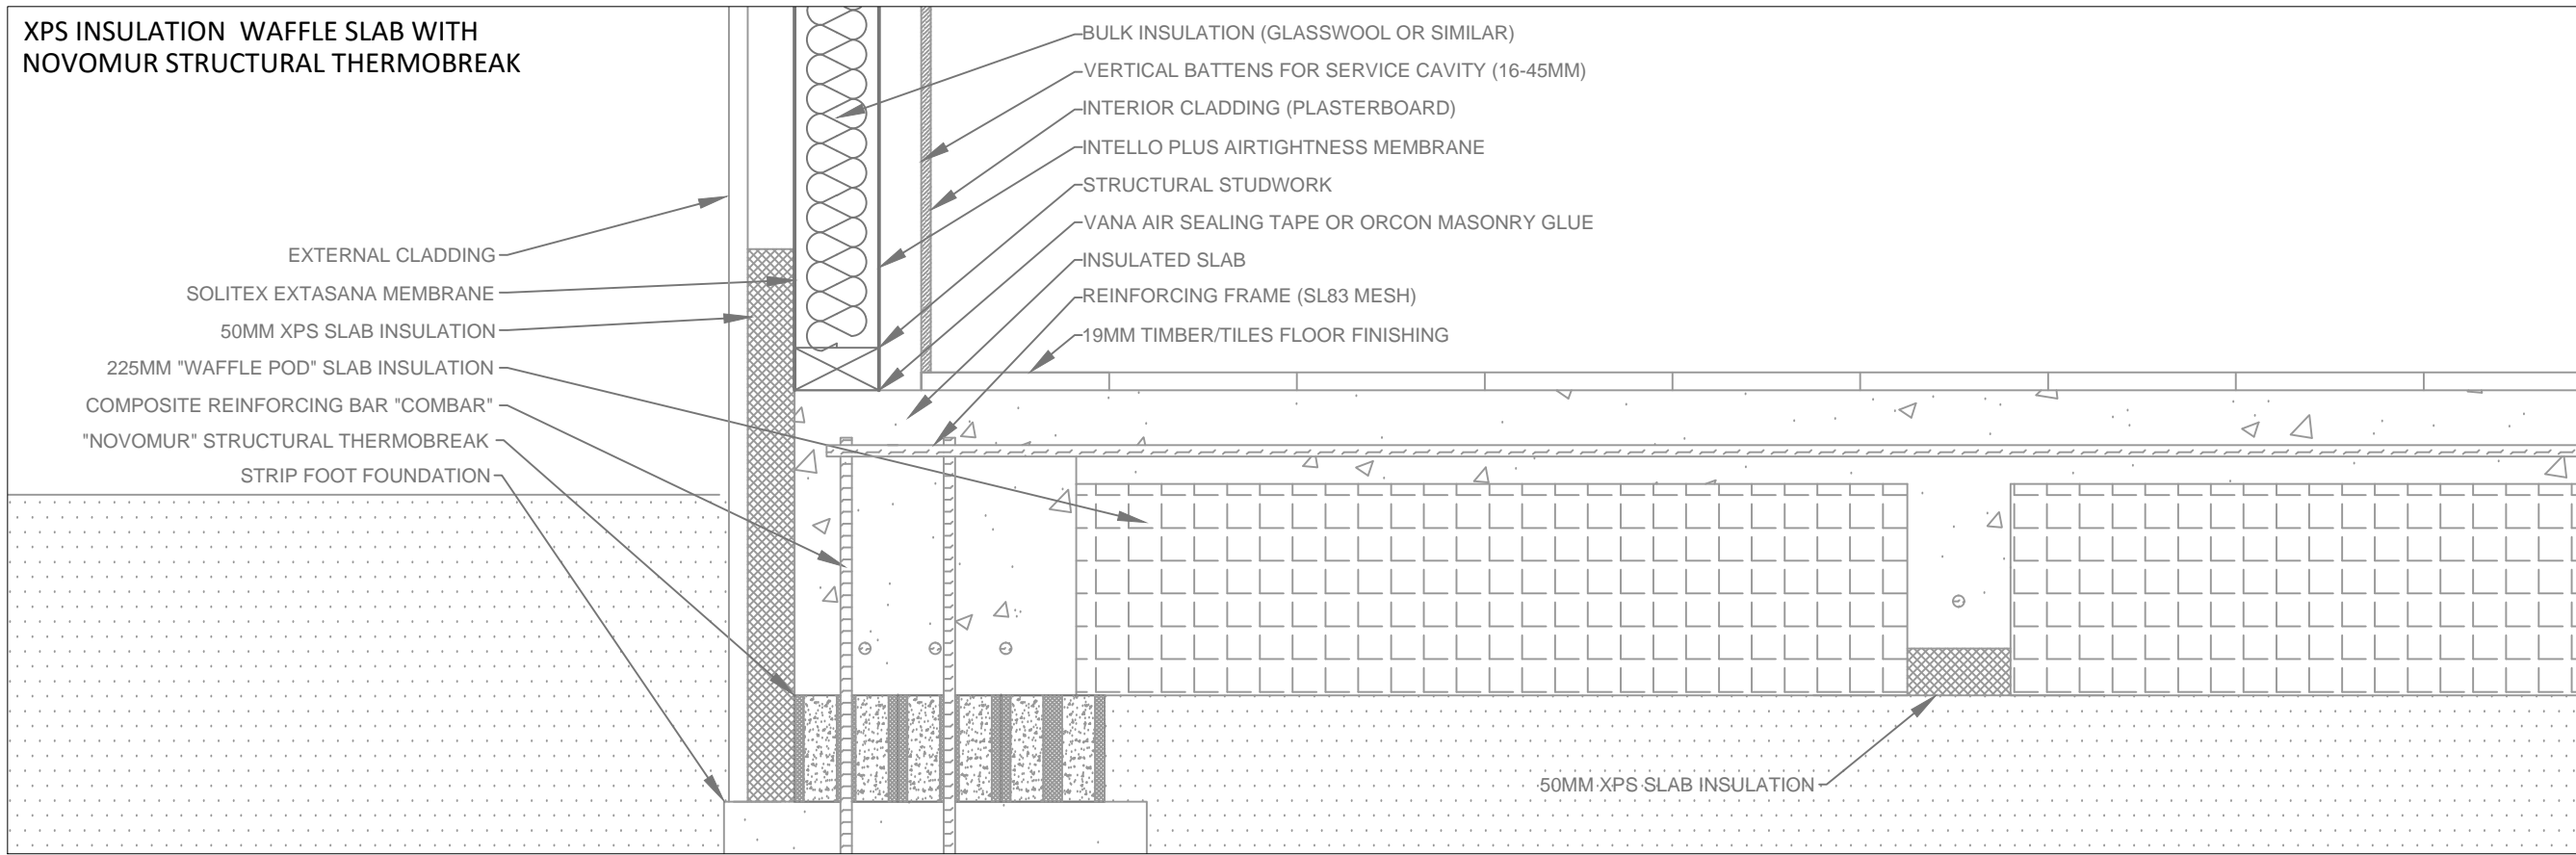 XPS INSULATION  WAFFLE SLAB WITH
NOVOMUR STRUCTURAL THERMOBREAK
BULK INSULATION (GLASSWOOL OR SIMILAR)
VERTICAL BATTENS FOR SERVICE CAVITY (16-45MM)
INTERIOR CLADDING (PLASTERBOARD)
INTELLO PLUS AIRTIGHTNESS MEMBRANE
STRUCTURAL STUDWORK
VANA AIR SEALING TAPE OR ORCON MASONRY GLUE
INSULATED SLAB
REINFORCING FRAME (SL83 MESH)
19MM TIMBER/TILES FLOOR FINISHING
EXTERNAL CLADDING
SOLITEX EXTASANA MEMBRANE
50MM XPS SLAB INSULATION
225MM "WAFFLE POD" SLAB INSULATION
COMPOSITE REINFORCING BAR "COMBAR"
"NOVOMUR" STRUCTURAL THERMOBREAK
STRIP FOOT FOUNDATION
50MM XPS SLAB INSULATION